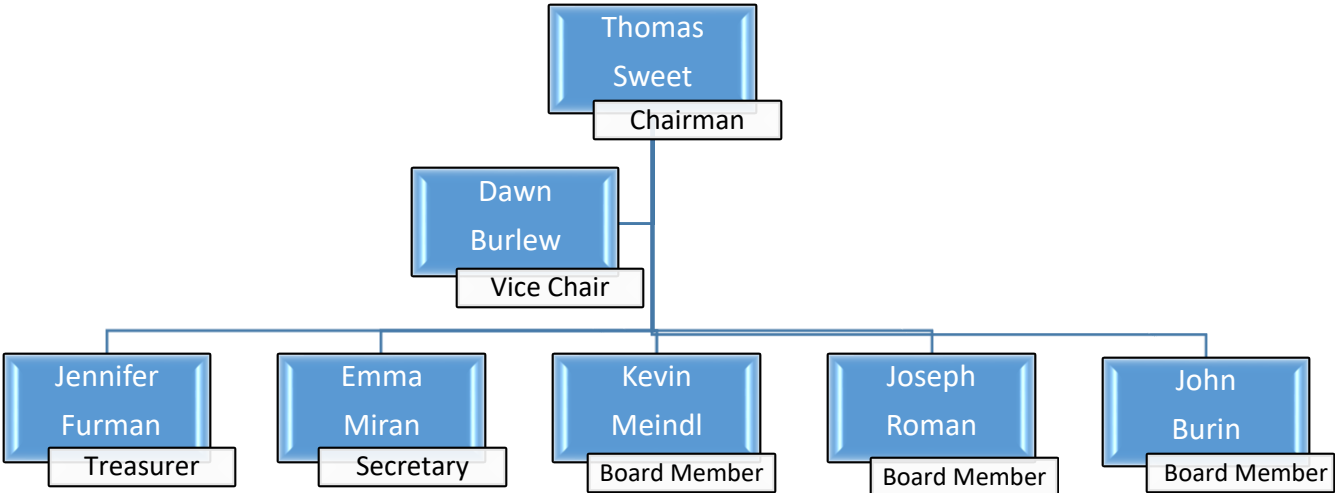 Thomas
Sweet
Chairman
Dawn
Burlew
Vice Chair
Jennifer
Furman
Treasurer
Emma
Miran
Secretary
Kevin
Meindl
Board Member
Joseph
Roman
Board Member
John
Burin
Board Member